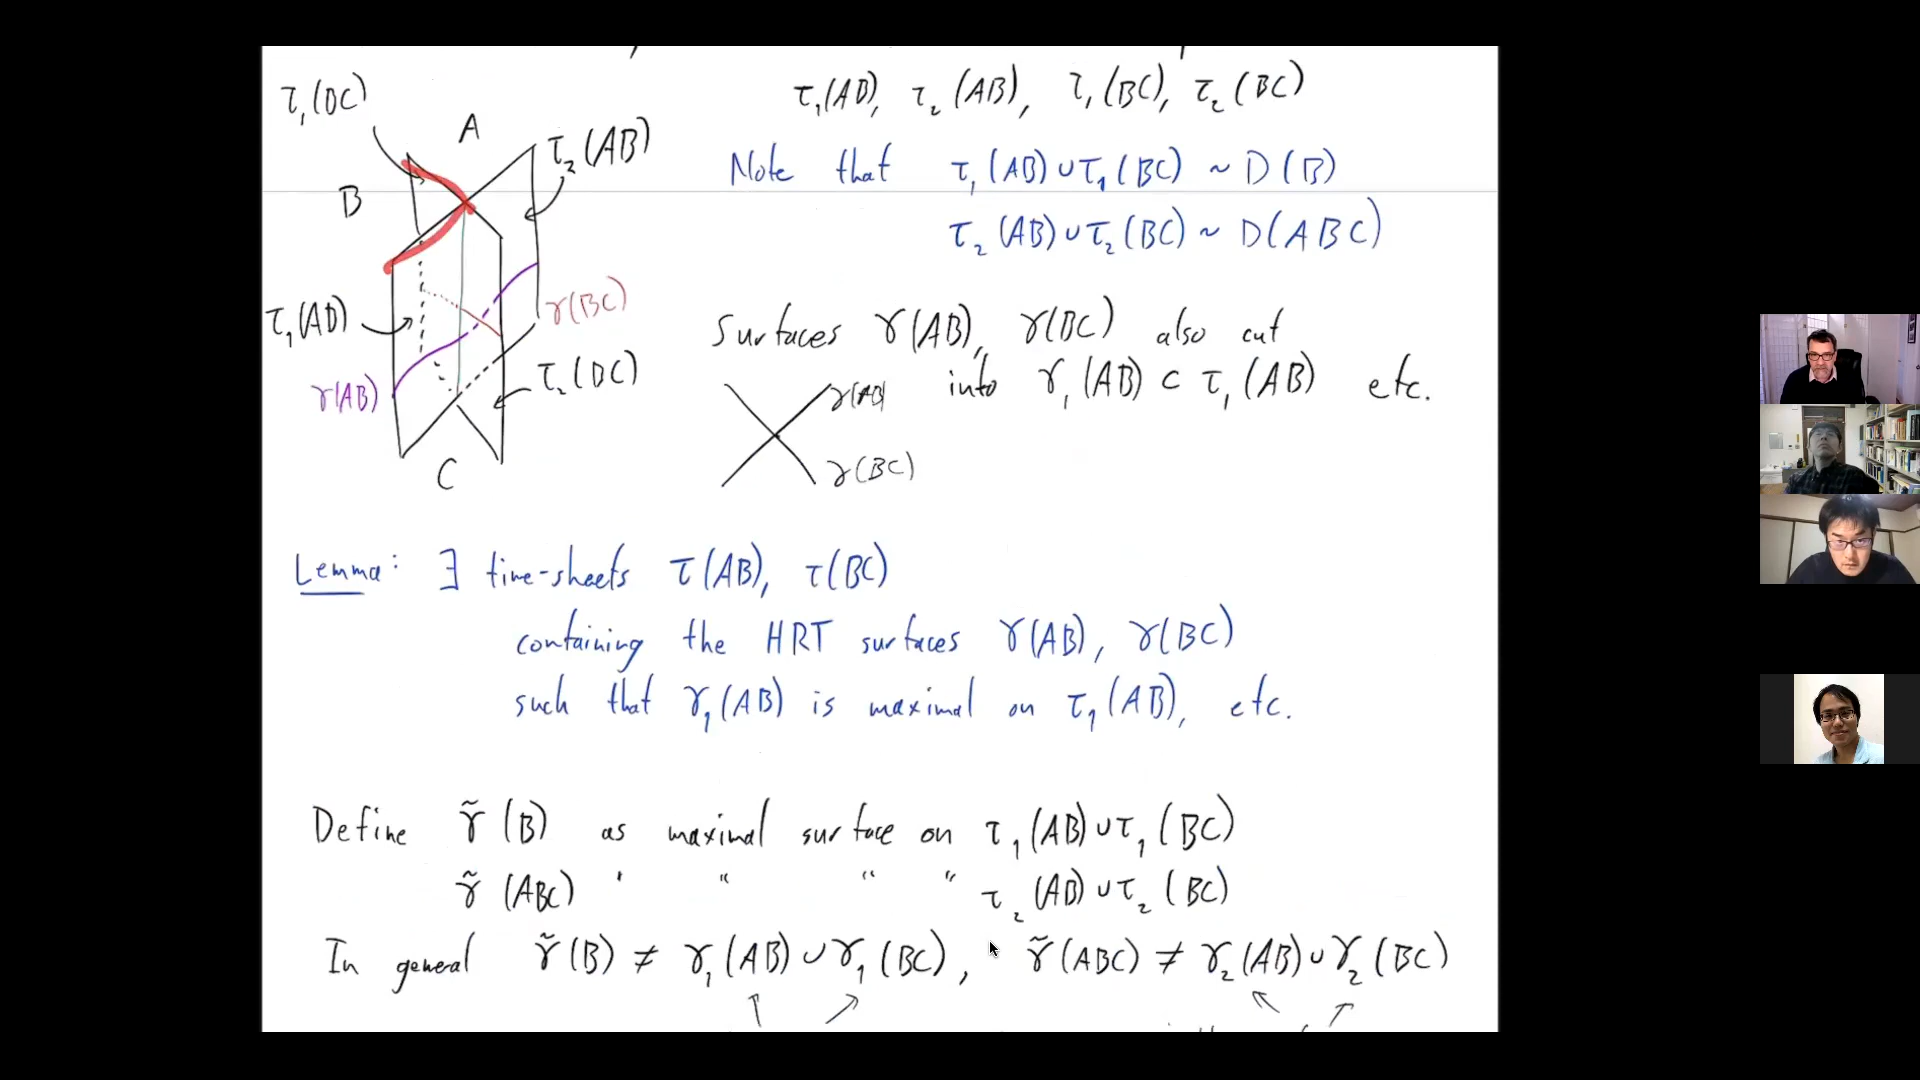 τ₁(BC)
A
B
τ₂(AB)
τ₁(AB)
γ(BC)
γ(AB)
τ₂(BC)
C
τ₁(AB), τ₂(AB), τ₁(BC), τ₂(BC)
Note that τ₁(AB) ∪ τ₁(BC) ~ D(B)
τ₂(AB) ∪ τ₂(BC) ~ D(ABC)
Surfaces γ(AB), γ(BC) also cut
into γ₁(AB) ⊂ τ₁(AB) etc.
γ(AB)
γ(BC)
Lemma: ∃ time-sheets τ(AB), τ(BC)
containing the HRT surfaces γ(AB), γ(BC)
such that γ₁(AB) is maximal on τ₁(AB), etc.
Define γ̃(B) as maximal surface on τ₁(AB) ∪ τ₁(BC)
γ̃(ABC) " " " " τ₂(AB) ∪ τ₂(BC)
In general γ̃(B) ≠ γ₁(AB) ∪ γ₁(BC), γ̃(ABC) ≠ γ₂(AB) ∪ γ₂(BC)